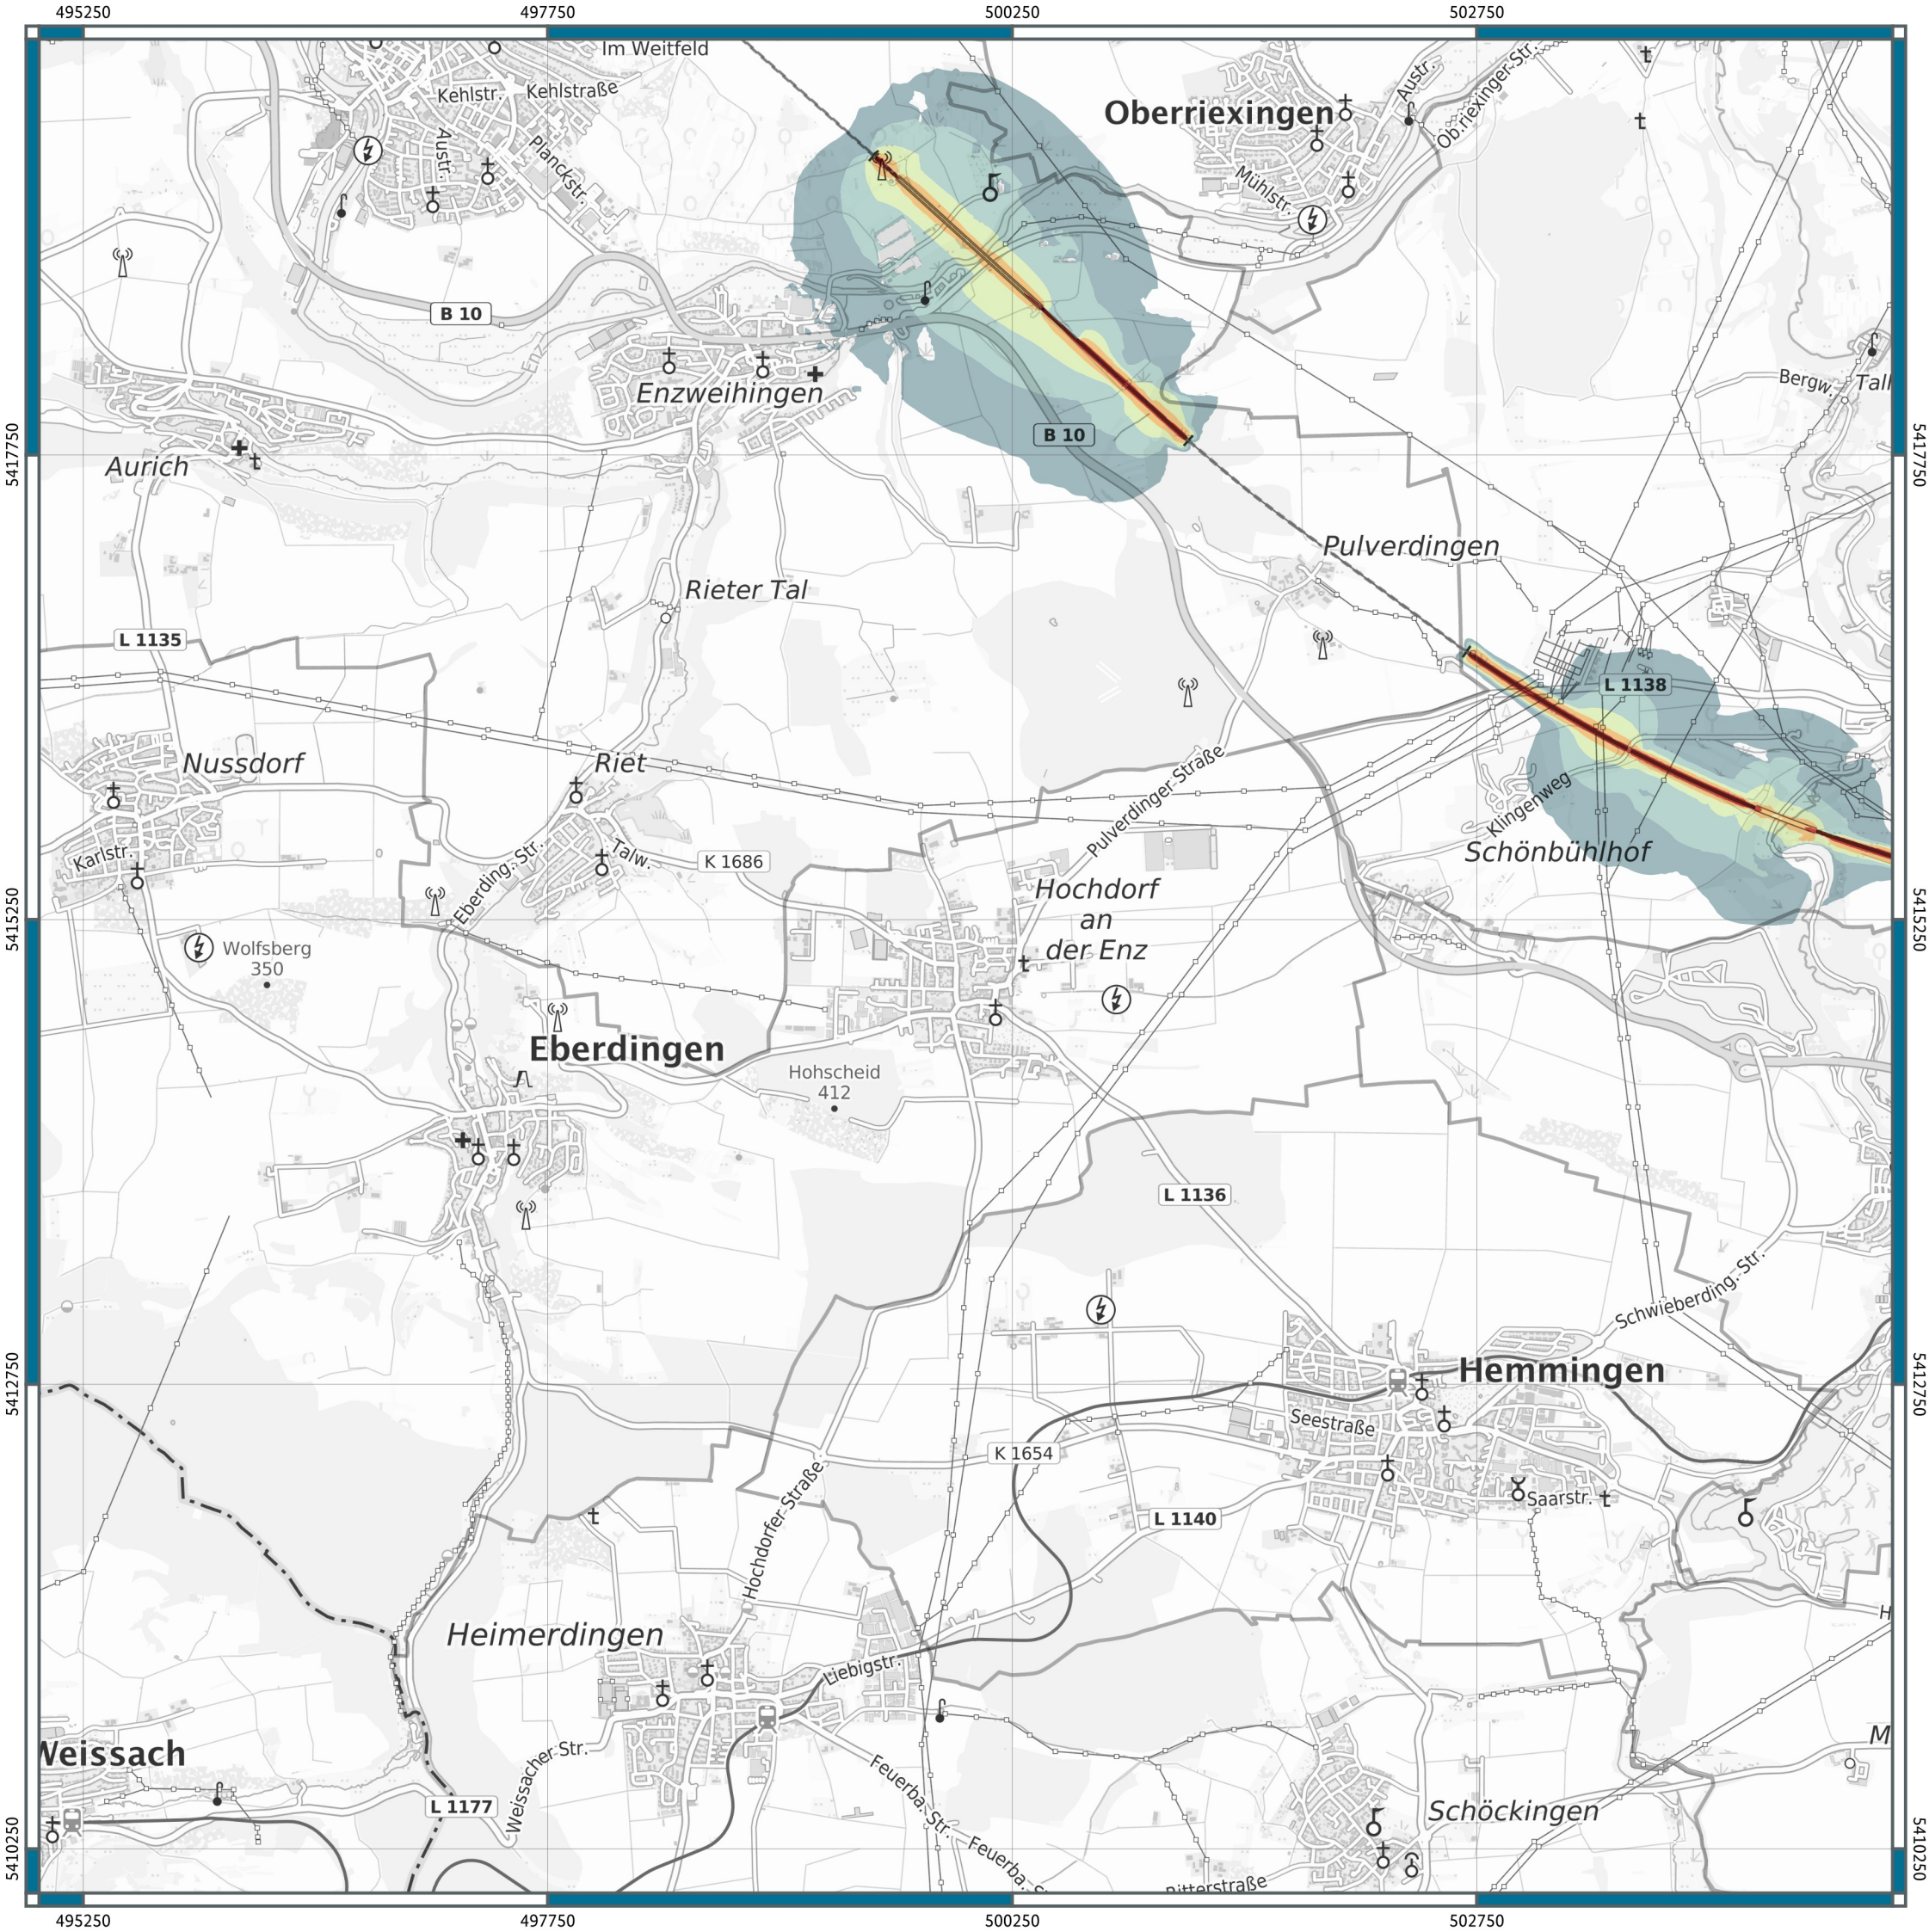 495250 497750 500250 502750
Im Weitfeld
Kehlstr. Kehlstraße
Austr.
Planckstr.
Oberriexingen
Austr.
Ob.riexinger-Str.
Mühlstr.
B 10
ENZ
Enzweihingen
Bergw.
Tall
B 10
5417750
5417750
Aurich
Pulverdingen
Rieter Tal
L 1135
L 1138
Nussdorf
Riet
Pulverdinger-Straße
Klingenweg
Schönbühlhof
Karlstr.
Talw.
K 1686
Eberding.-Str.
Hochdorf
an
der Enz
5415250
5415250
Wolfsberg
350
Eberdingen
Hohscheid
412
L 1136
Schwieberding.-Str.
5412750
5412750
Hemmingen
Seestraße
K 1654
Hochdorfer-Straße
Saarstr.
L 1140
H
Heimerdingen
Liebigstr.
Weissach
Weissacher Str.
M
Feuerba. Str.
L 1177
Schöckingen
5410250
5410250
Feuerba.-S
Ritterstraße
495250 497750 500250 502750